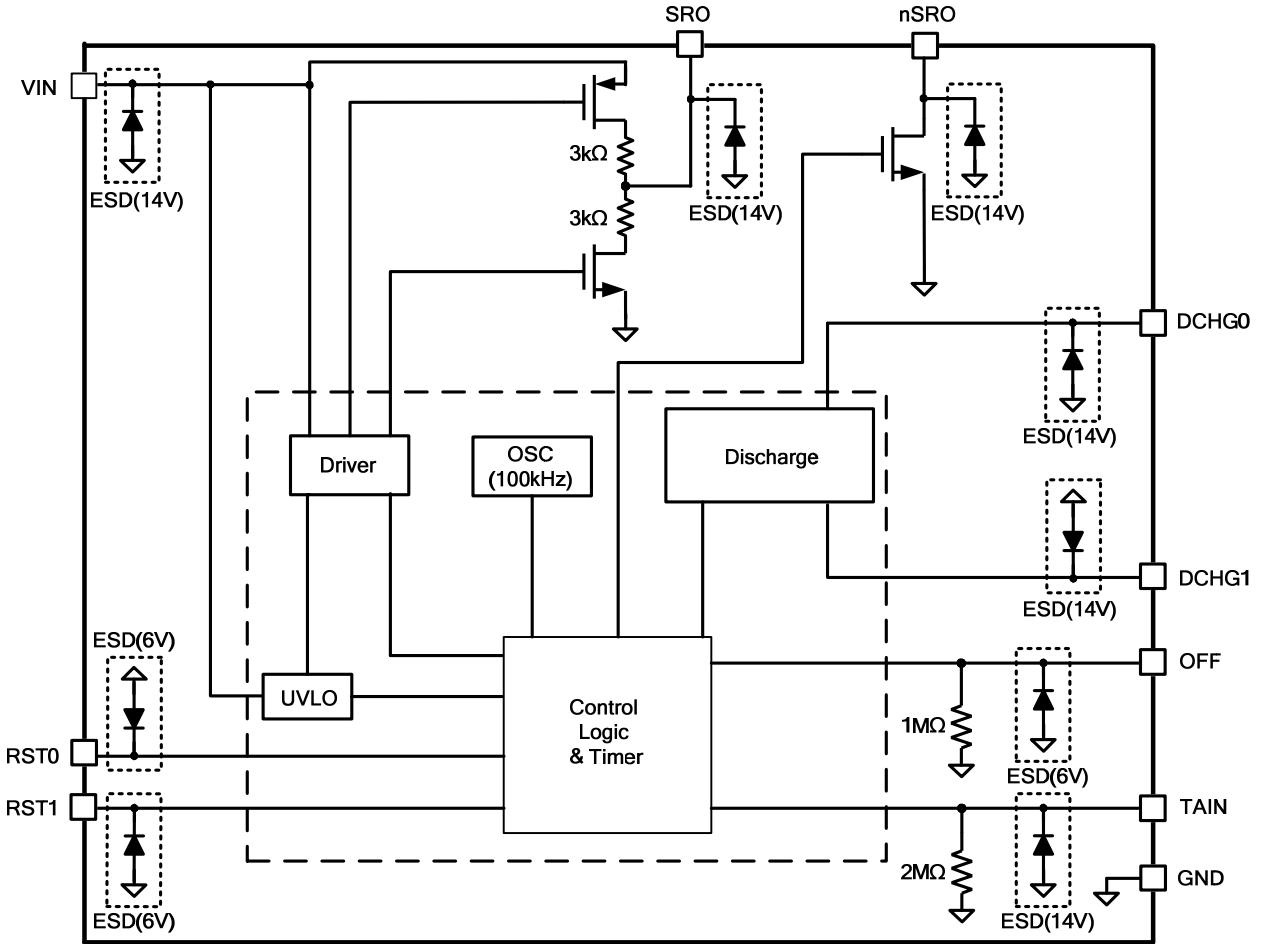 SRO
nSRO
VIN
ESD(14V)
3kΩ
3kΩ
ESD(14V)
ESD(14V)
DCHG0
ESD(14V)
Driver
OSC
(100kHz)
Discharge
DCHG1
ESD(14V)
ESD(6V)
OFF
UVLO
Control
Logic
& Timer
1MΩ
ESD(6V)
RST0
RST1
TAIN
2MΩ
GND
ESD(6V)
ESD(14V)